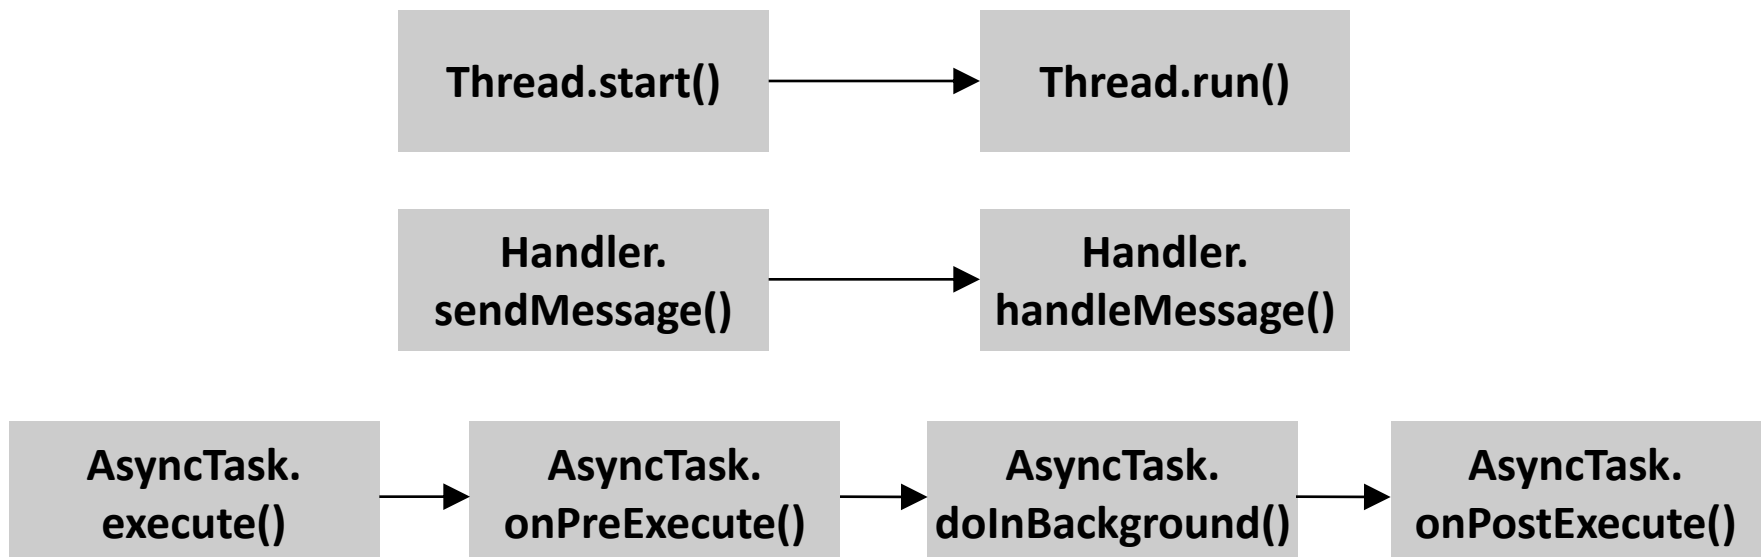 Thread.start()
Thread.run()
Handler.
sendMessage()
Handler.
handleMessage()
AsyncTask.
execute()
AsyncTask.
onPreExecute()
AsyncTask.
doInBackground()
AsyncTask.
onPostExecute()